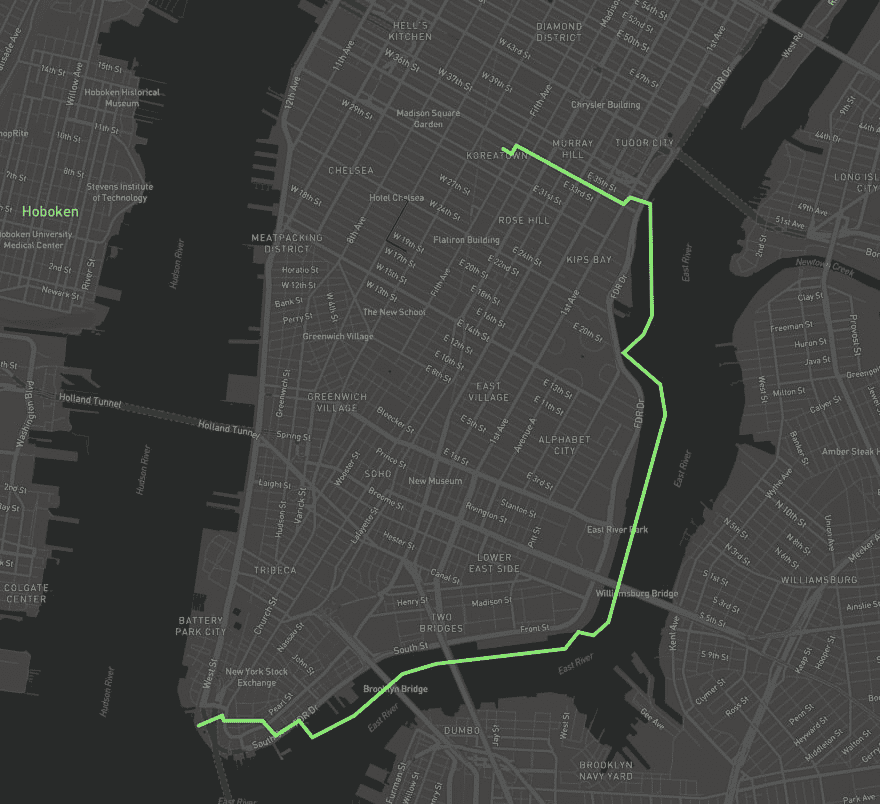 HELL'S
KITCHEN
DIAMOND
DISTRICT
Madison
E 54th St
E 52nd St
E 50th St
1st Ave
West Rd
11th Ave
W 43rd St
W 36th St
W 37th St
W 39th St
E 47th St
FDR Dr
14th St
15th St
Willow Ave
Hoboken Historical
Museum
12th Ave
W 29th St
Fifth Ave
Chrysler Building
9th St
44th Dr
44th A
Madison Square
Garden
ShopRite
11th St
10th St
KOREATOWN
MURRAY
HILL
TUDOR CITY
7th St
8th St
CHELSEA
LONG ISL
CITY
Stevens Institute
of Technology
W 18th St
Hotel Chelsea
W 27th St
E 35th St
E 33rd St
E 31st St
Hoboken
W 24th St
ROSE HILL
49th Ave
51st Ave
Hoboken University
Medical Center
MEATPACKING
DISTRICT
8th Ave
W 19th St
Flatiron Building
E 24th St
2nd St
Hudson River
W 17th St
E 22nd St
KIPS BAY
East River
2nd St
River St
Horatio St
W 15th St
E 20th St
Newtown Creek
Newark St
W 12th St
W 13th St
Fifth Ave
E 18th St
1st Ave
FDR Dr
Clay St
Bank St
W 4th St
The New School
E 16th St
Provost St
Perry St
E 14th St
E 20th St
Freeman St
Greenwich Village
E 12th St
Huron St
E 10th St
Java St
E 8th St
Washington Blvd
GREENWICH
VILLAGE
EAST
VILLAGE
E 13th St
West St
Milton St
Holland Tunnel
Greenwich St
E 11th St
Calyer St
Bleecker St
E 5th St
1st Ave
Avenue A
FDR Dr
Holland Tunnel
Spring St
ALPHABET
CITY
Banker St
Prince St
E 1st St
Amber Steak H
Hudson River
Wooster St
SOHO
New Museum
E 3rd St
East River
Wythe Ave
2nd St
Laight St
Broome St
Stanton St
Rivington St
N 10th St
Hudson St
Varick St
Lafayette St
Hester St
Pitt St
East River Park
N 5th St
N 8th St
Union Ave
Meeker Av
N 3rd St
N 6th St
LOWER
EAST SIDE
TRIBECA
Canal St
S 1st St
WILLIAMSBURG
COLGATE
CENTER
Williamsburg Bridge
Henry St
Madison St
S 3rd St
Ainslie St
Church St
BATTERY
PARK CITY
TWO
BRIDGES
Front St
S 5th St
Nassau St
Kent Ave
South St
Hooper St
Keap St
S 9th St
John St
East River
West St
New York Stock
Exchange
Hudson River
Brooklyn Bridge
Clymer St
Pearl St
Ross St
Penn St
East River
Gee Ave
West St
Heyward St
DUMBO
Jay St
Middleton St
Walton St
BROOKLYN
NAVY YARD
Furman St
Willow St
East River
Park Ave